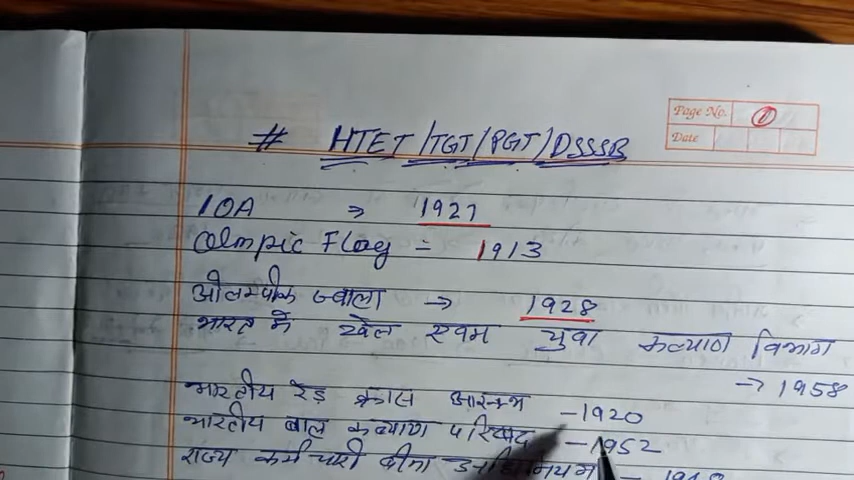 Page No. 1
Date
# HTET/TGT/PGT/DSSSB
IOA ⇒ 1927
Olmpic Flag = 1913
ओलम्पीक ज्वाला → 1928
भारत मे खेल एवम युवा कल्याण विभाग
→ 1958
भारतीय रेड क्रास आरम्भ - 1920
भारतीय बाल कल्याण परिषद - 1952
राज्य कर्मचारी बीमा - 1948